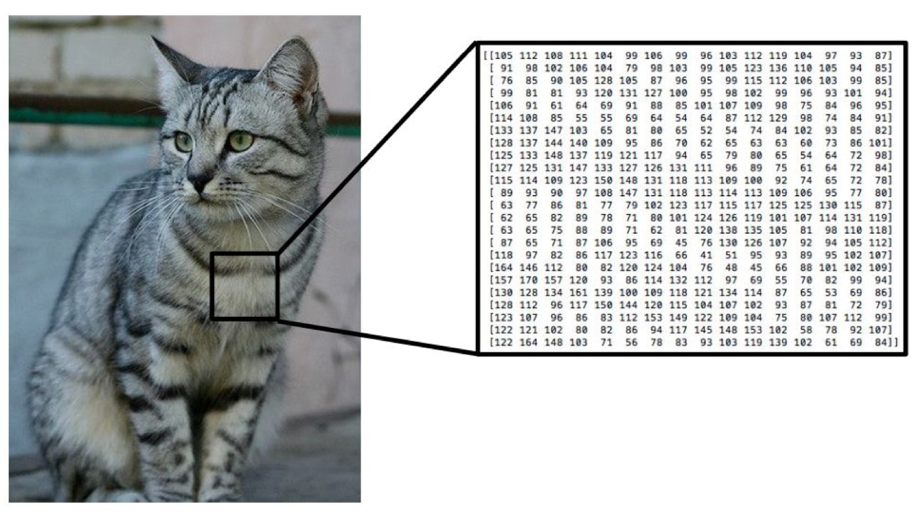 [[105 112 108 111 104 99 106 99 96 103 112 119 104 97 93 87]
[ 91 98 102 106 104 79 98 103 99 105 123 136 110 105 94 85]
[ 76 85 90 105 128 105 87 96 95 99 115 112 106 103 99 85]
[ 99 81 81 93 120 131 127 100 95 98 102 99 96 93 101 94]
[106 91 61 64 69 91 88 85 101 107 109 98 75 84 96 95]
[114 108 85 55 55 69 64 54 64 87 112 129 98 74 84 91]
[133 137 147 103 65 81 80 65 52 54 74 84 102 93 85 82]
[128 137 144 140 109 95 86 70 62 65 63 63 60 73 86 101]
[125 133 148 137 119 121 117 94 65 79 80 65 54 64 72 98]
[127 125 131 147 133 127 126 131 111 96 89 75 61 64 72 84]
[115 114 109 123 150 148 131 118 113 109 100 92 74 65 72 78]
[ 89 93 90 97 108 147 131 118 113 114 113 109 106 95 77 80]
[ 63 77 86 81 77 79 102 123 117 115 117 125 125 130 115 87]
[ 62 65 82 89 78 71 80 101 124 126 119 101 107 114 131 119]
[ 63 65 75 88 89 71 62 81 120 138 135 105 81 98 110 118]
[ 87 65 71 87 106 95 69 45 76 130 126 107 92 94 105 112]
[118 97 82 86 117 123 116 66 41 51 95 93 89 95 102 107]
[164 146 112 80 82 120 124 104 76 48 45 66 88 101 102 109]
[157 170 157 120 93 86 114 132 112 97 69 55 70 82 99 94]
[130 128 134 161 139 100 109 118 121 134 114 87 65 53 69 86]
[128 112 96 117 150 144 120 115 104 107 102 93 87 81 72 79]
[123 107 96 86 83 112 153 149 122 109 104 75 80 107 112 99]
[122 121 102 80 82 86 94 117 145 148 153 102 58 78 92 107]
[122 164 148 103 71 56 78 83 93 103 119 139 102 61 69 84]]